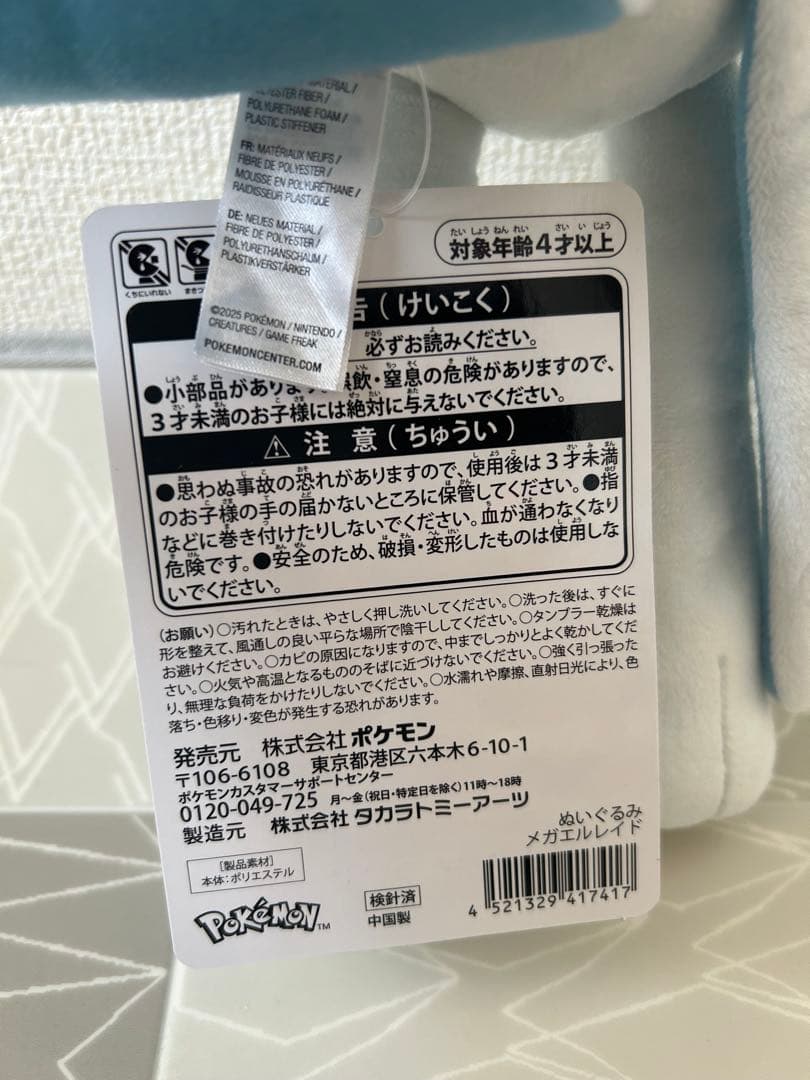 MATERIAL /
POLYURETHANE FOAM /
PLASTIC STIFFENER
FR: MATÉRIAUX NEUFS /
FIBRE DE POLYESTER /
MOUSSE EN POLYURÉTHANE /
RAIDISSEUR PLASTIQUE
DE: NEUES MATERIAL /
FIBRE DE POLYESTER /
POLYURETHANSCHAUM /
PLASTIKVERSTÄRKER
©2025 POKÉMON / NINTENDO /
CREATURES / GAME FREAK
POKEMONCENTER.COM
くちにいれない
対象年齢4才以上
告(けいこく)
必ずお読みください。
●小部品があります。誤飲・窒息の危険がありますので、
3才未満のお子様には絶対に与えないでください。
⚠ 注 意(ちゅうい)
●思わぬ事故の恐れがありますので、使用後は3才未満
のお子様の手の届かないところに保管してください。●指
などに巻き付けたりしないでください。血が通わなくなり
危険です。●安全のため、破損・変形したものは使用しな
いでください。
(お願い)○汚れたときは、やさしく押し洗いしてください。○洗った後は、すぐに
形を整えて、風通しの良い平らな場所で陰干ししてください。○タンブラー乾燥は
お避けください。○カビの原因になりますので、中までしっかりとよく乾かしてくだ
さい。○火気や高温となるもののそばに近づけないでください。○強く引っ張った
り、無理な負荷をかけたりしないでください。○水濡れや摩擦、直射日光により、色
落ち・色移り・変色が発生する恐れがあります。
発売元 株式会社ポケモン
〒106-6108 東京都港区六本木6-10-1
ポケモンカスタマーサポートセンター
0120-049-725 月~金(祝日・特定日を除く)11時~18時
製造元 株式会社タカラトミーアーツ
ぬいぐるみ
メガエルレイド
[製品素材]
本体:ポリエステル
検針済
中国製
POKéMON™
4 521329 417417